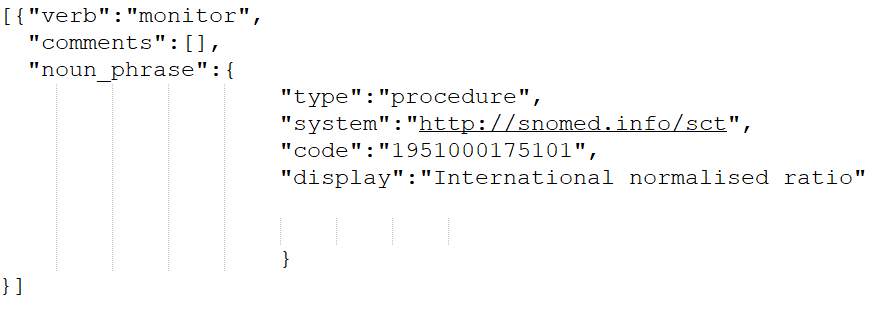 [{"verb":"monitor",
"comments":[],
"noun_phrase":{
"type":"procedure",
"system":"http://snomed.info/sct",
"code":"1951000175101",
"display":"International normalised ratio"
}
}]